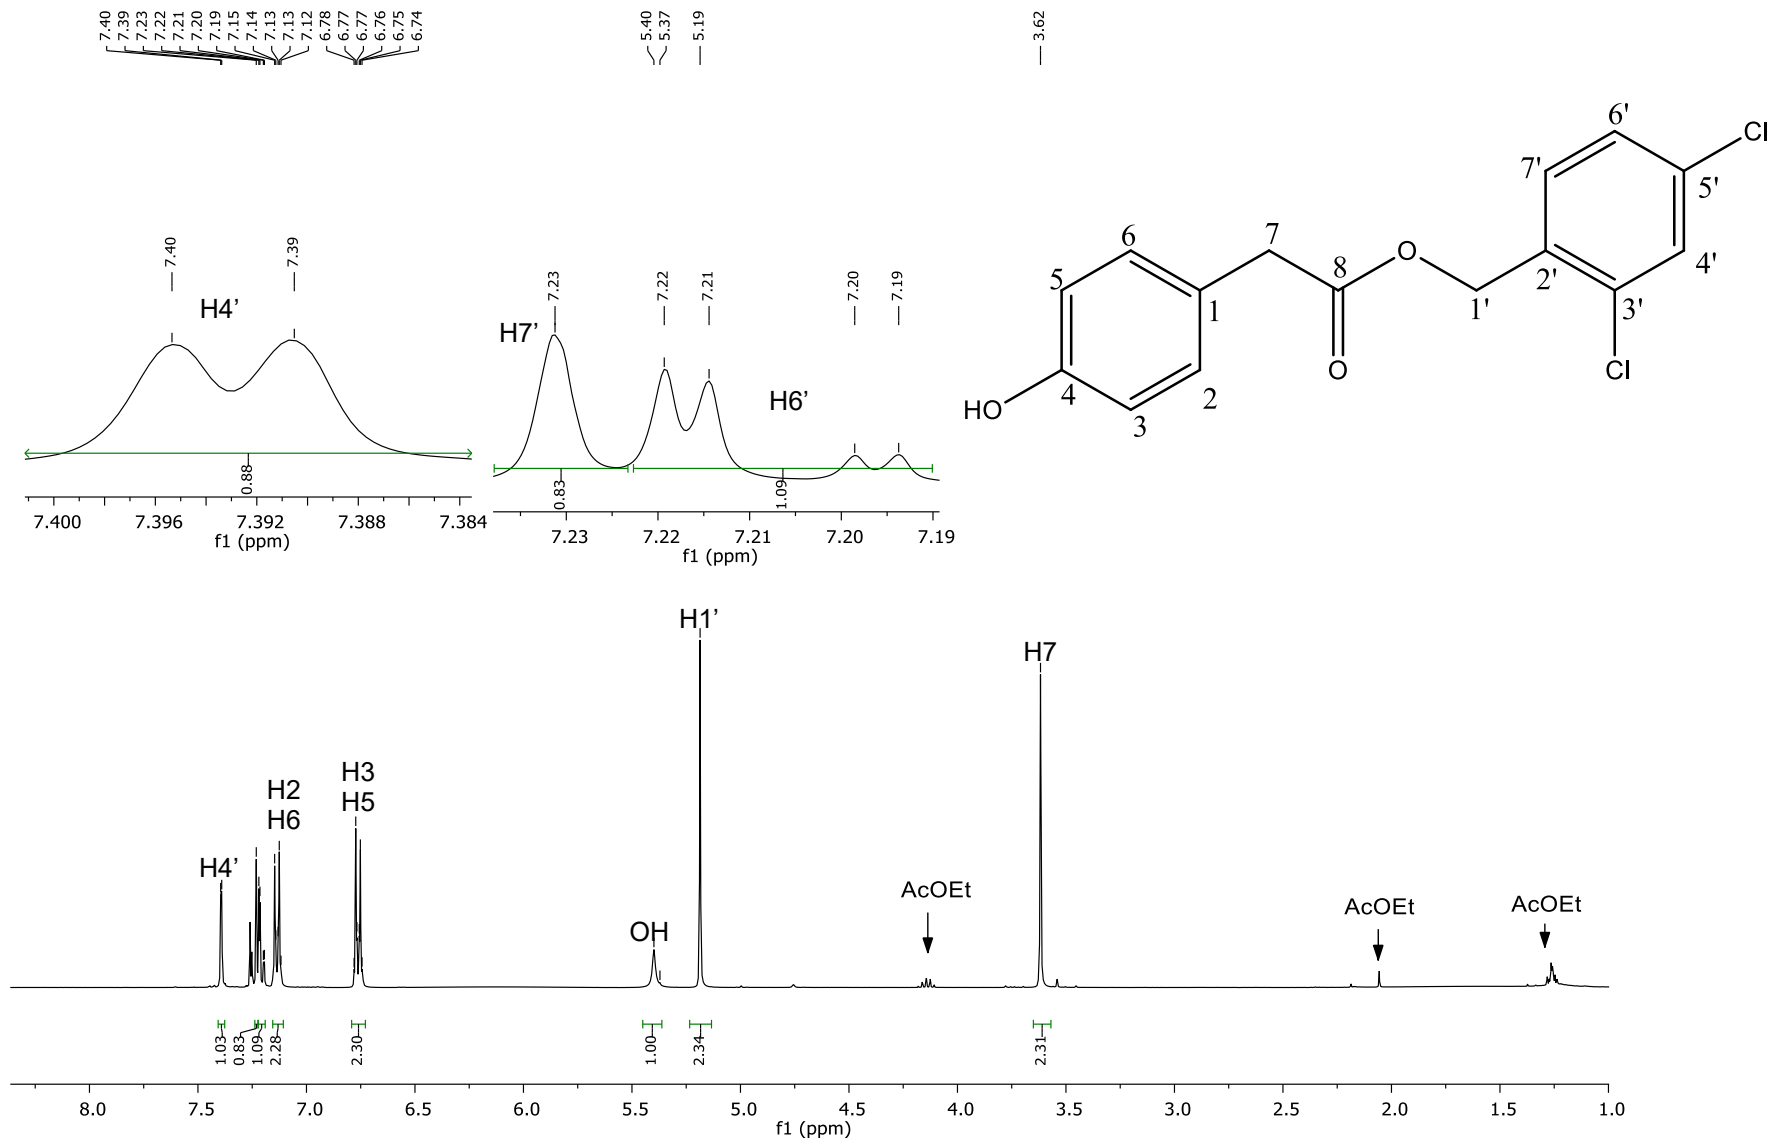 7.40
7.39
7.23
7.22
7.21
7.20
7.19
7.15
7.14
7.13
7.13
7.12
6.78
6.77
6.77
6.76
6.75
6.74
5.40
5.37
5.19
3.62
7.40
7.39
H4’
0.88
7.400 7.396 7.392 7.388 7.384
f1 (ppm)
7.23
7.22
7.21
7.20
7.19
H7’
H6’
0.83
1.09
7.23 7.22 7.21 7.20 7.19
f1 (ppm)
6'
Cl
7'
5'
6
7
O
4'
5
8
2'
1
1'
3'
O
Cl
4
2
HO
3
H1’
H7
H3
H5
H2
H6
H4’
OH
AcOEt
AcOEt
AcOEt
1.03
0.83
1.09
2.28
2.30
1.00
2.34
2.31
8.0 7.5 7.0 6.5 6.0 5.5 5.0 4.5 4.0 3.5 3.0 2.5 2.0 1.5 1.0
f1 (ppm)